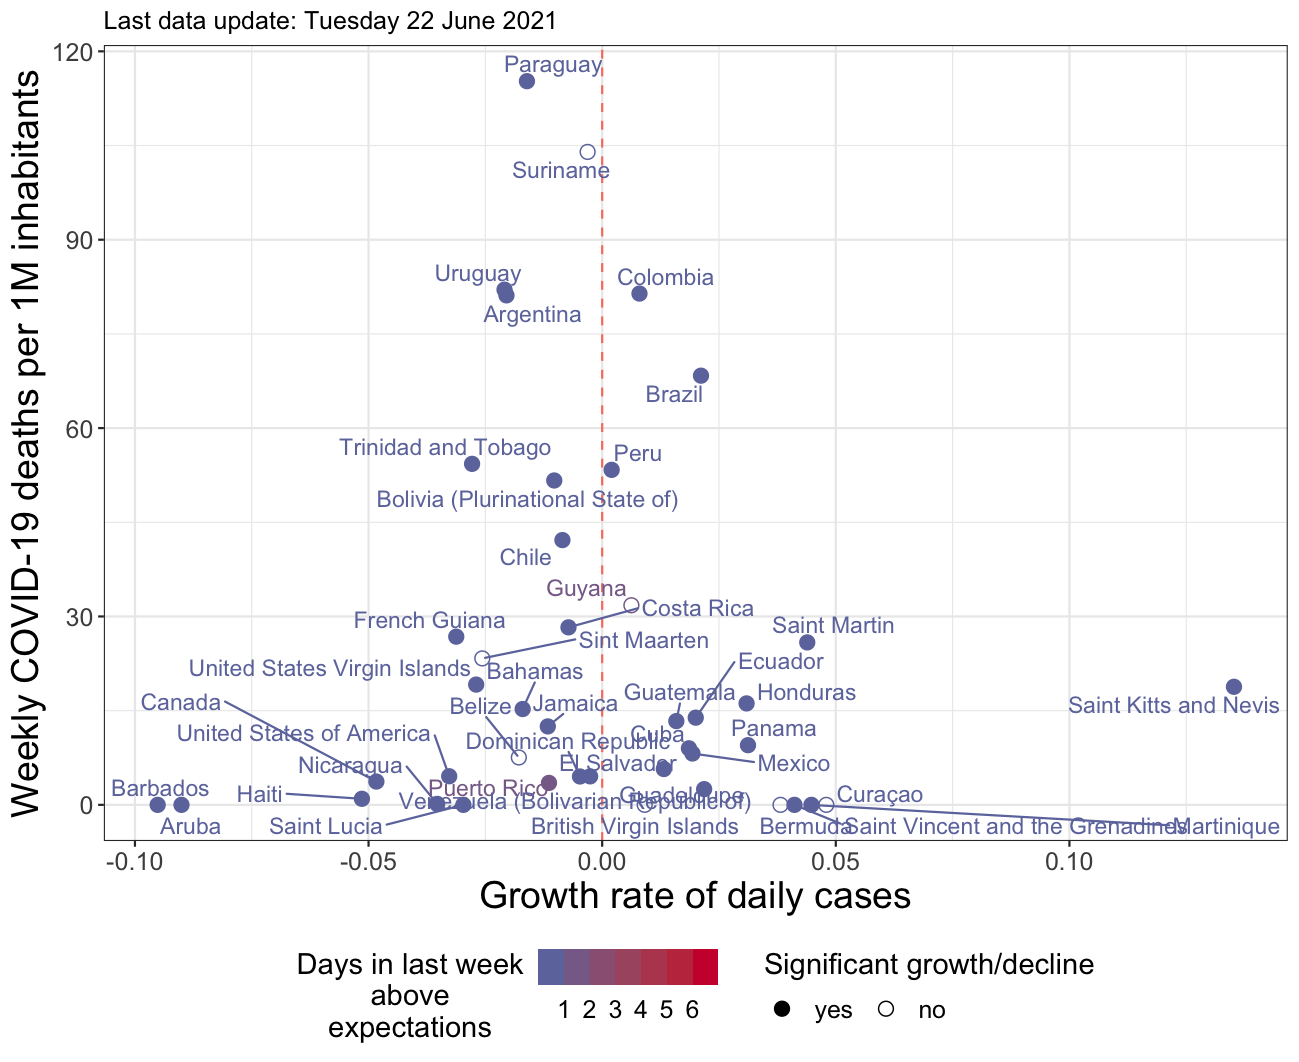 Last data update: Tuesday 22 June 2021
120
Paraguay
Suriname
90
Uruguay
Colombia
Argentina
Brazil
60
Trinidad and Tobago
Peru
Bolivia (Plurinational State of)
Chile
Guyana
Costa Rica
30
French Guiana
Saint Martin
Sint Maarten
Ecuador
United States Virgin Islands
Bahamas
Guatemala
Honduras
Canada
Belize
Jamaica
Saint Kitts and Nevis
United States of America
Dominican Republic
Cuba
Panama
Nicaragua
El Salvador
Mexico
Barbados
Haiti
Puerto Rico
Guadeloupe
Curaçao
0
Venezuela (Bolivarian Republic of)
Aruba
Saint Lucia
British Virgin Islands
Bermuda
Saint Vincent and the Grenadines
Martinique
-0.10
-0.05
0.00
0.05
0.10
Weekly COVID-19 deaths per 1M inhabitants
Growth rate of daily cases
Days in last week
above
expectations
1 2 3 4 5 6
Significant growth/decline
yes
no